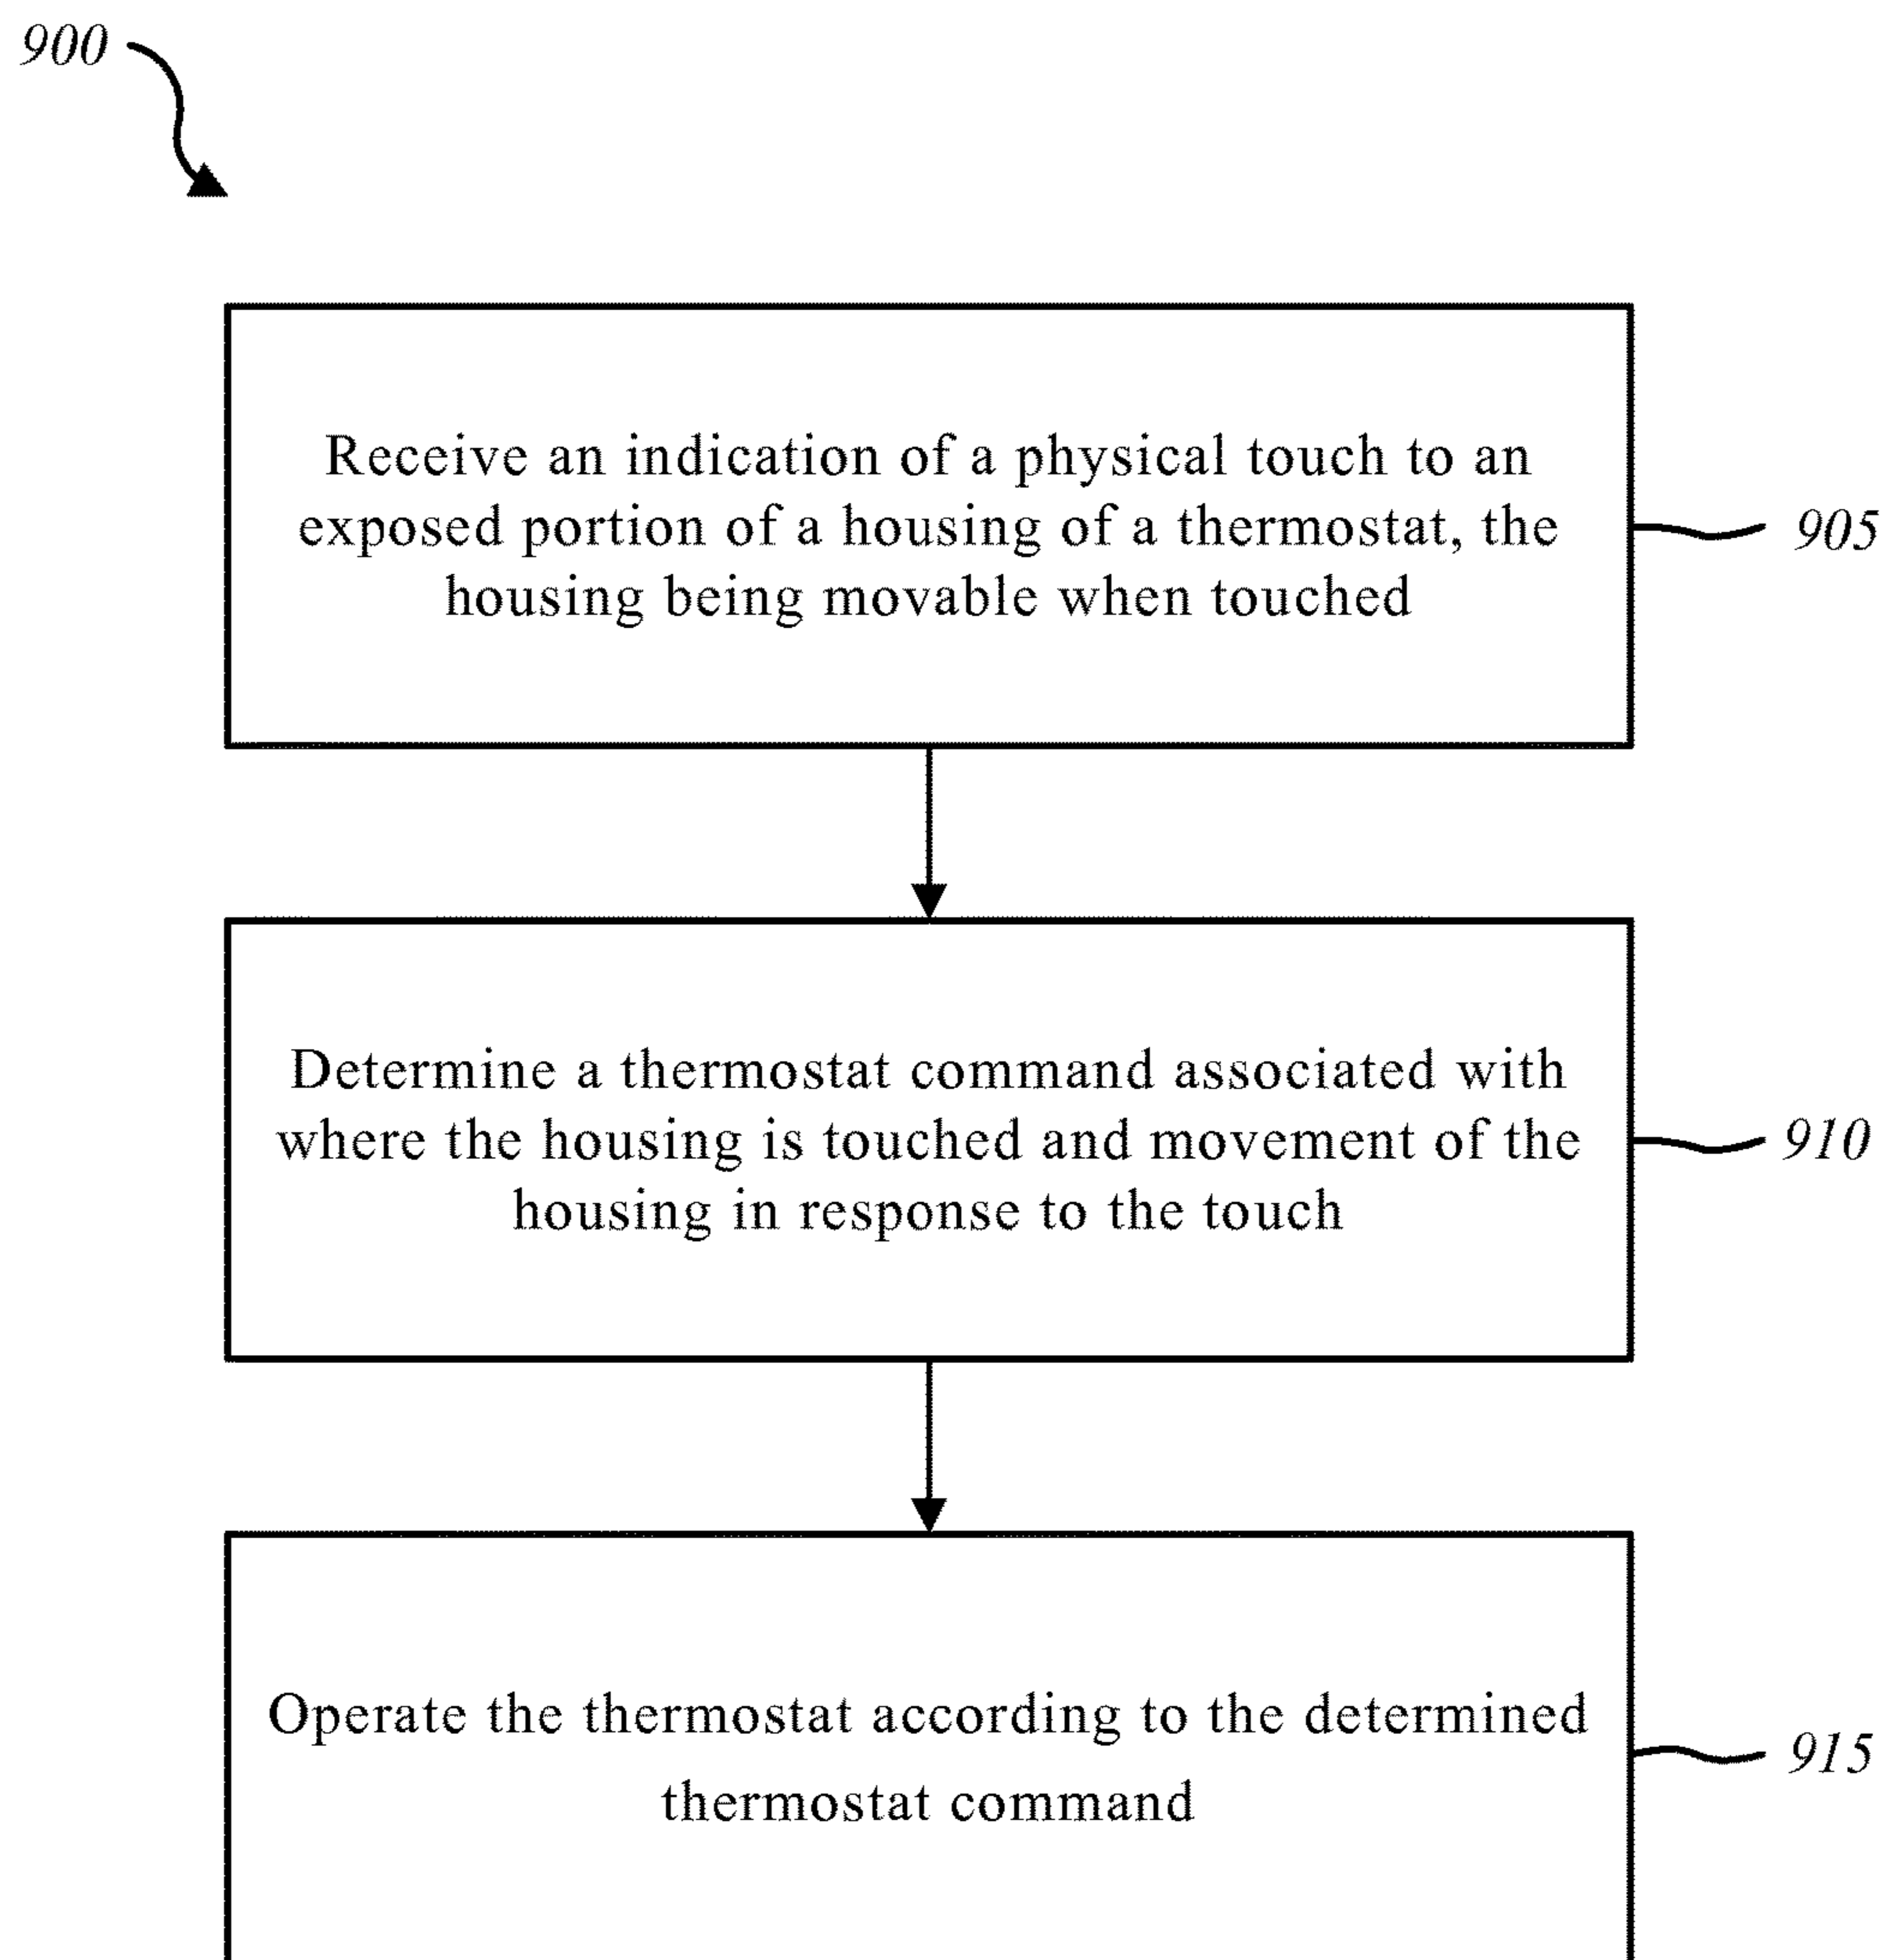 900
Receive an indication of a physical touch to an
exposed portion of a housing of a thermostat, the
housing being movable when touched
905
Determine a thermostat command associated with
where the housing is touched and movement of the
housing in response to the touch
910
Operate the thermostat according to the determined
thermostat command
915